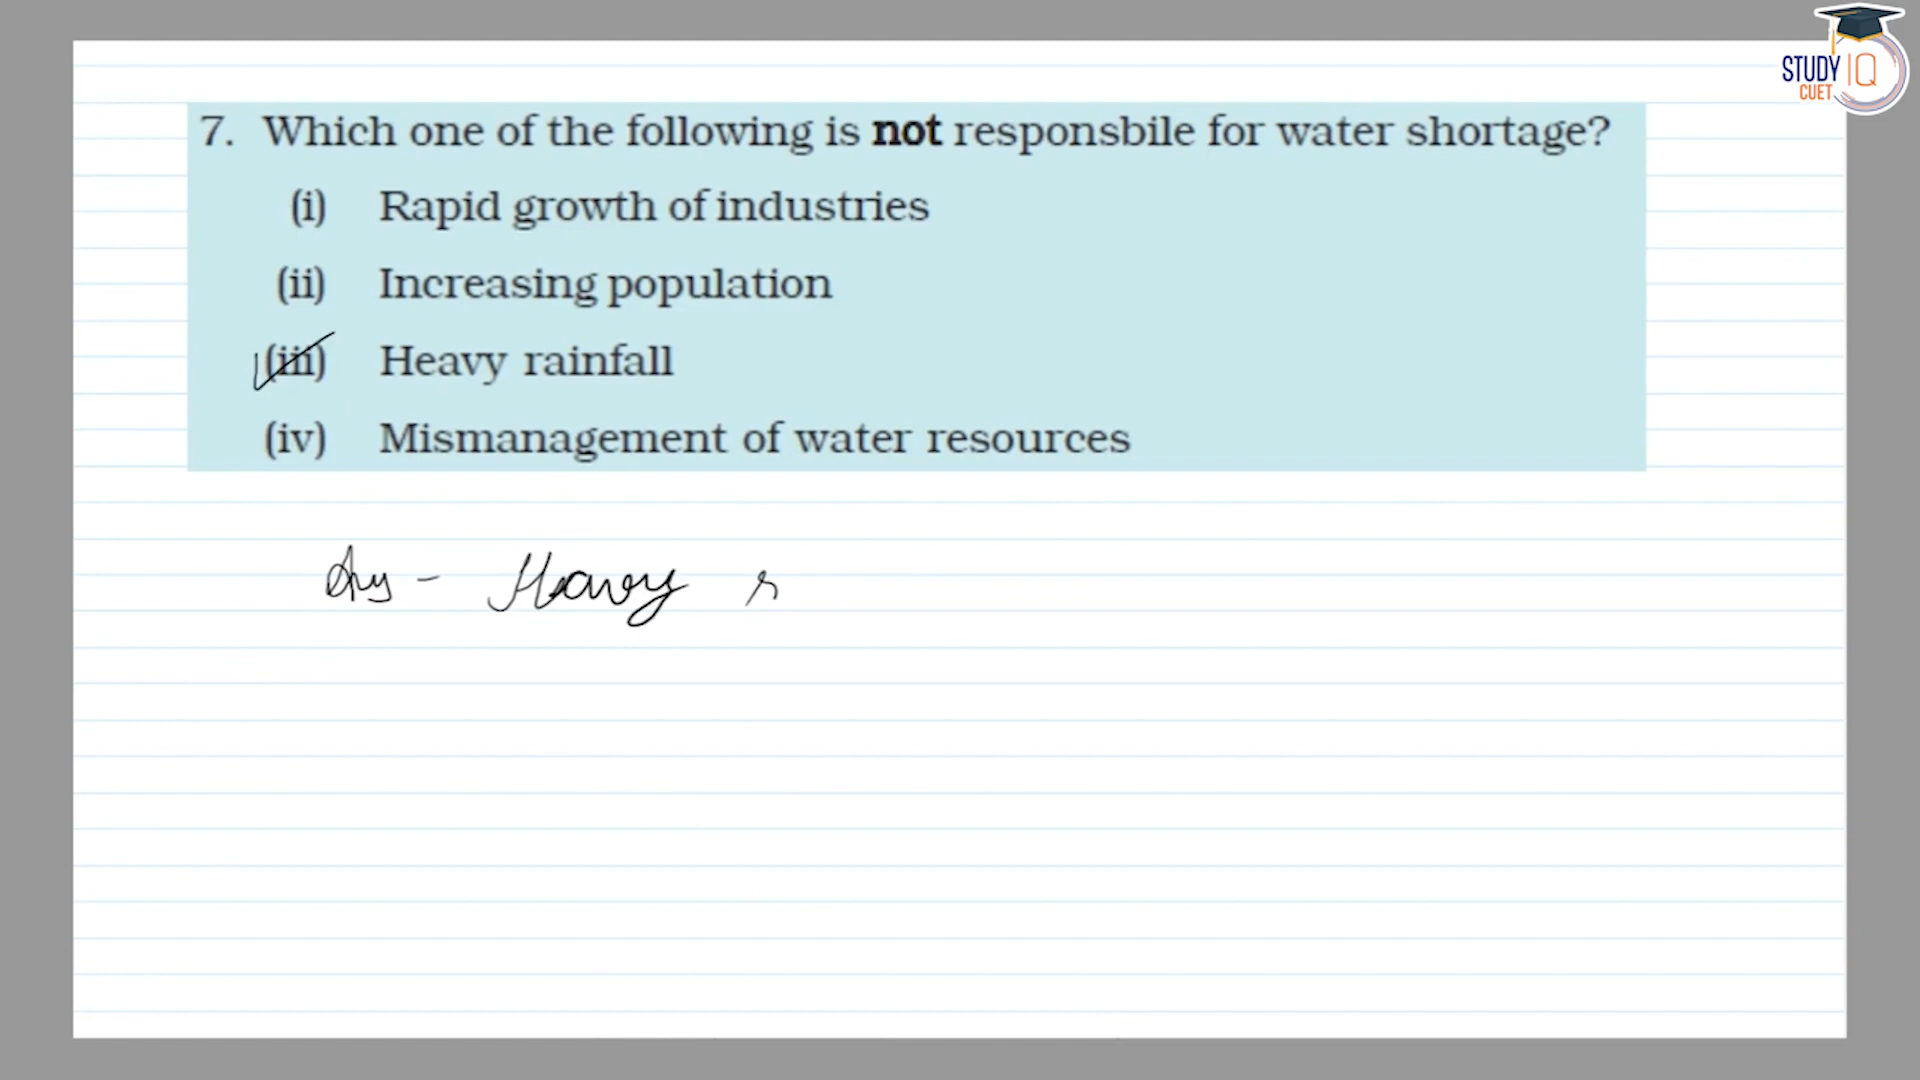 STUDY IQ
CUET
7. Which one of the following is not responsbile for water shortage?
(i) Rapid growth of industries
(ii) Increasing population
(iii) Heavy rainfall
(iv) Mismanagement of water resources
Ans - Heavy r